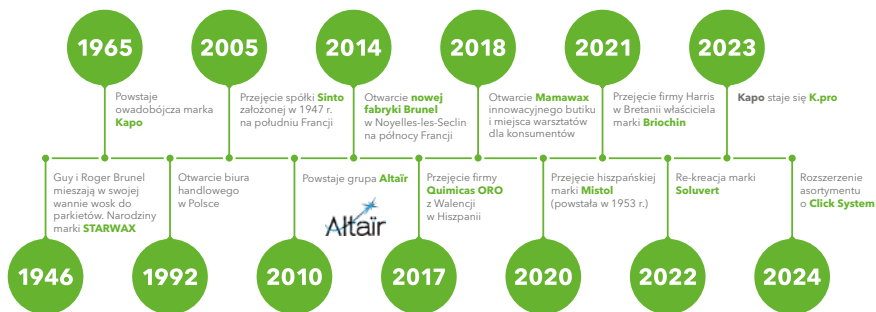 1965
2005
2014
2018
2021
2023
Powstaje
owadobójcza marka
Kapo
Przejęcie spółki Sinto
założonej w 1947 r.
na południu Francji
Otwarcie nowej
fabryki Brunel
w Noyelles-les-Seclin
na północy Francji
Otwarcie Mamawax
innowacyjnego butiku
i miejsca warsztatów
dla konsumentów
Przejęcie firmy Harris
w Bretanii właściciela
marki Briochin
Kapo staje się K.pro
Guy i Roger Brunel
mieszają w swojej
wannie wosk do
parkietów. Narodziny
marki STARWAX
Otwarcie biura
handlowego
w Polsce
Powstaje grupa Altaïr
Altaïr
Przejęcie firmy
Quimicas ORO
z Walencji
w Hiszpanii
Przejęcie hiszpańskiej
marki Mistol
(powstała w 1953 r.)
Re-kreacja marki
Soluvert
Rozszerzenie
asortymentu
o Click System
1946
1992
2010
2017
2020
2022
2024